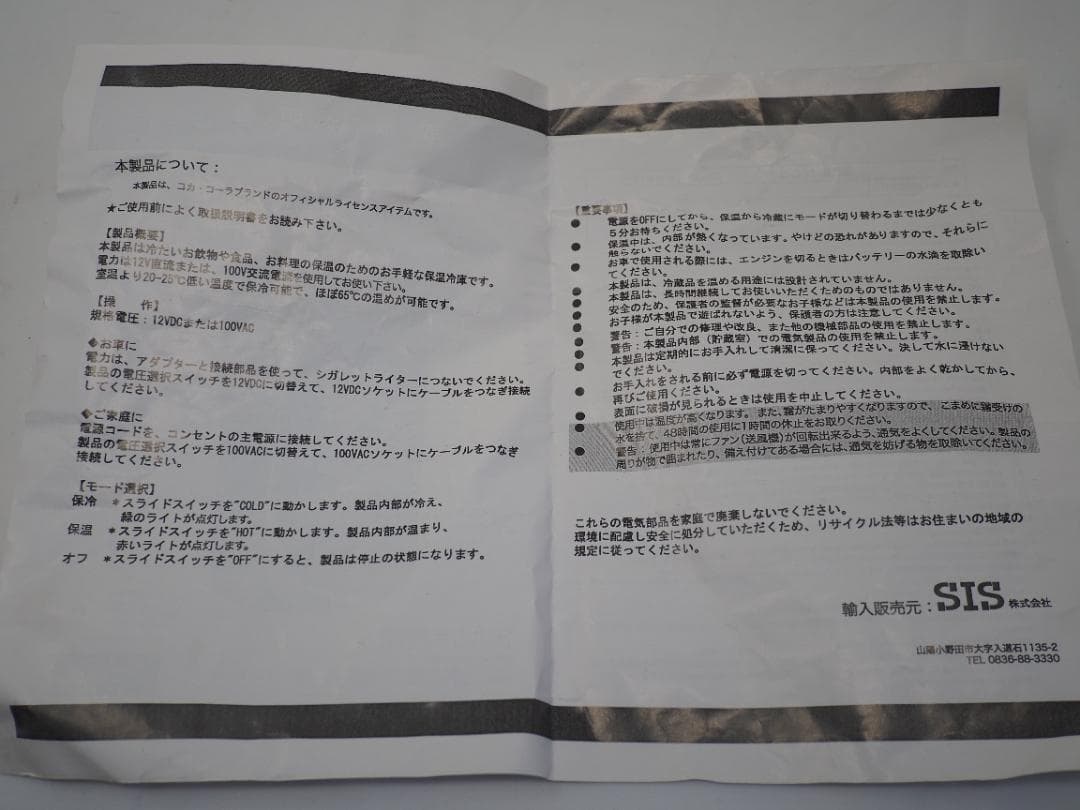 本製品について：
本製品は、コカ・コーラブランドのオフィシャルライセンスアイテムです。
★ご使用前によく取扱説明書をお読み下さい。
【製品概要】
本製品は冷たいお飲物や食品、お料理の保温のためのお手軽な保温冷庫です。
電力は12V直流または、100V交流電源を使用してお使い下さい。
室温より20-25℃低い温度で保冷可能で、ほぼ65℃の温めが可能です。
【操　作】
規格電圧：12VDCまたは100VAC
◆お車に
電力は、アダプターと接続部品を使って、シガレットライターにつないでください。
製品の電圧選択スイッチを12VDCに切替えて、12VDCソケットにケーブルをつなぎ接続
してください。
◆ご家庭に
電源コードを、コンセントの主電源に接続してください。
製品の電圧選択スイッチを100VACに切替えて、100VACソケットにケーブルをつなぎ
接続してください。
【モード選択】
保冷 ＊スライドスイッチを"COLD"に動かします。製品内部が冷え、
緑のライトが点灯します。
保温 ＊スライドスイッチを"HOT"に動かします。製品内部が温まり、
赤いライトが点灯します。
オフ ＊スライドスイッチを"OFF"にすると、製品は停止の状態になります。
【重要事項】
● 電源をOFFにしてから、保温から冷蔵にモードが切り替わるまでは少なくとも
５分お待ちください。
● 保温中は、内部が熱くなっています。やけどの恐れがありますので、それらに
触らないでください。
● お車で使用される際には、エンジンを切るときはバッテリーの水滴を取除い
てください。
● 本製品は、冷蔵品を温める用途には設計されていません。
● 本製品は、長時間継続してお使いいただくためのものではありません。
● 安全のため、保護者の監督が必要なお子様などは本製品の使用を禁止します。
● お子様が本製品で遊ばれないよう、保護者の方は注意してください。
● 警告：ご自分での修理や改良、また他の機械部品の使用を禁止します。
● 警告：本製品内部（貯蔵室）での電気製品の使用を禁止します。
● 本製品は定期的にお手入れして清潔に保ってください。決して水に浸けない
でください。
● お手入れをされる前に必ず電源を切ってください。内部をよく乾かしてから、
再びご使用ください。
● 表面に破損が見られるときは使用を中止してください。
● 使用中は温度が高くなります。また、霜がたまりやすくなりますので、こまめに霜受けの
水を捨て、48時間の使用に1時間の休止をお取りください。
● 警告：使用中は常にファン（送風機）が回転出来るよう、通気をよくしてください。製品の
周りが物で囲まれたり、備え付けてある場合には、通気を妨げる物を取除いてください。
これらの電気部品を家庭で廃棄しないでください。
環境に配慮し安全に処分していただくため、リサイクル法等はお住まいの地域の
規定に従ってください。
輸入販売元：SIS株式会社
山陽小野田市大字入道石1135-2
TEL 0836-88-3330